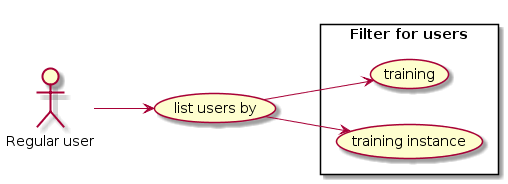 Filter for users
training
list users by
Regular user
training instance